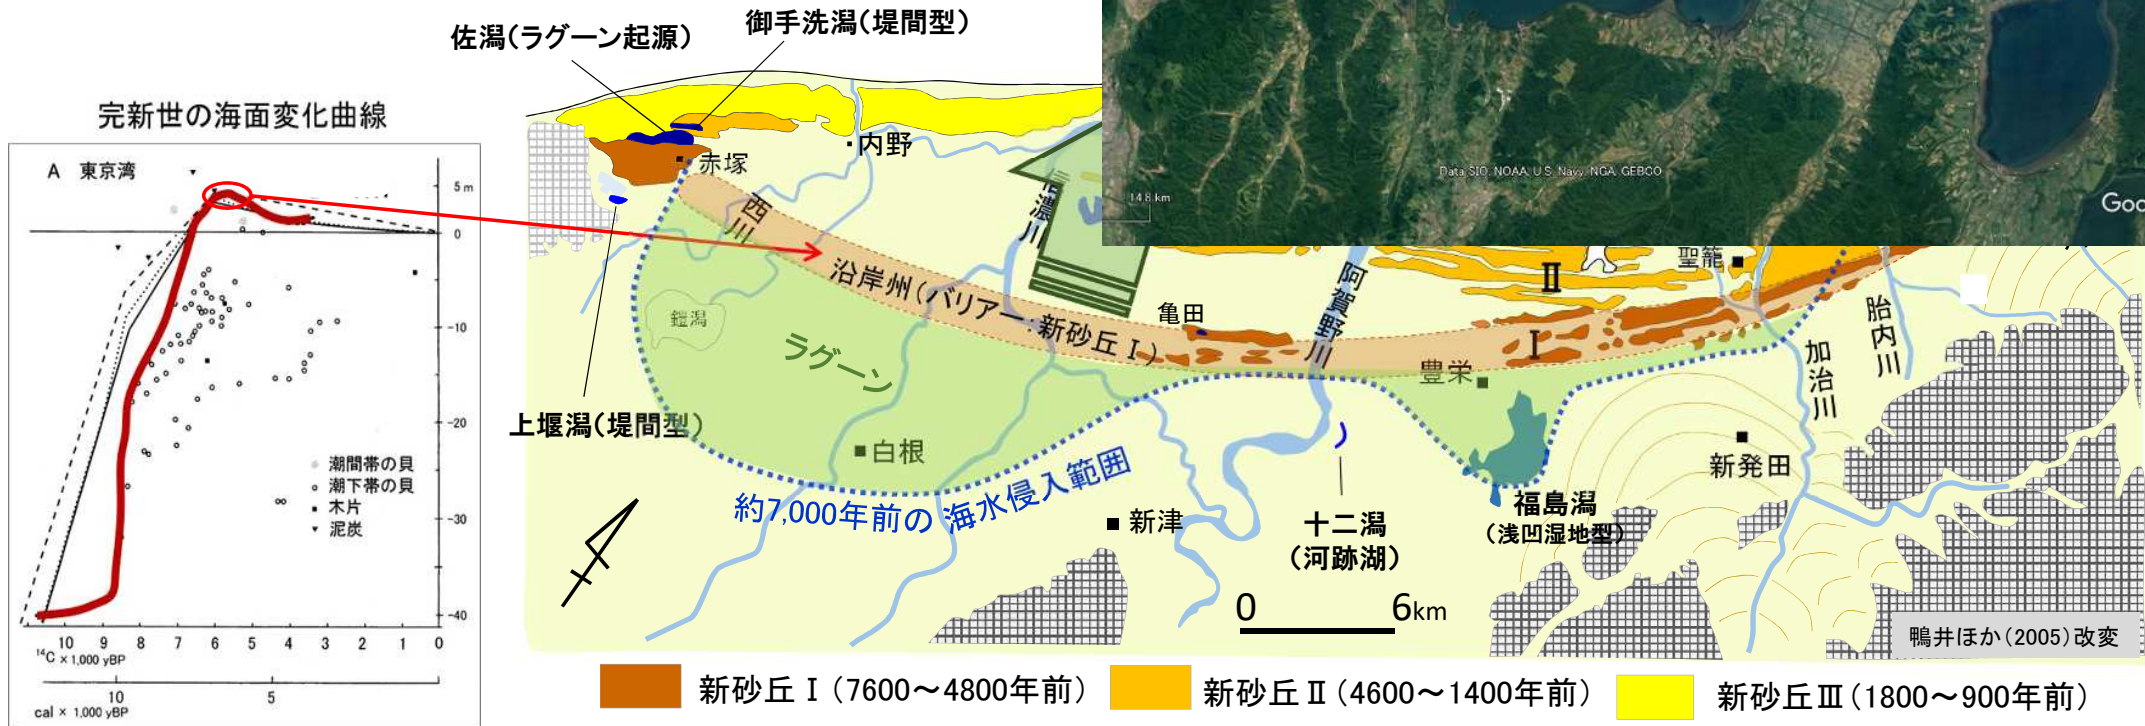 佐潟(ラグーン起源)
御手洗潟(堤間型)
完新世の海面変化曲線
A 東京湾
5 m
0
-10
-20
-30
-40
潮間帯の貝
潮下帯の貝
木片
泥炭
10 9 8 7 6 5 4 3 2 1 0
¹⁴C × 1,000 yBP
10 5
cal × 1,000 yBP
赤塚
内野
西川
濃川
鎧潟
ラグーン
沿岸州(バリアー・新砂丘Ⅰ)
上堰潟(堤間型)
白根
約7,000年前の 海水侵入範囲
新津
亀田
阿賀野川
十二潟
(河跡湖)
豊栄
福島潟
(浅凹湿地型)
Ⅰ
Ⅱ
聖籠
加治川
胎内川
新発田
Data SIO, NOAA, U.S. Navy, NGA, GEBCO
14.8 km
Goo
0 6km
鴨井ほか(2005)改変
新砂丘Ⅰ(7600～4800年前)
新砂丘Ⅱ(4600～1400年前)
新砂丘Ⅲ(1800～900年前)